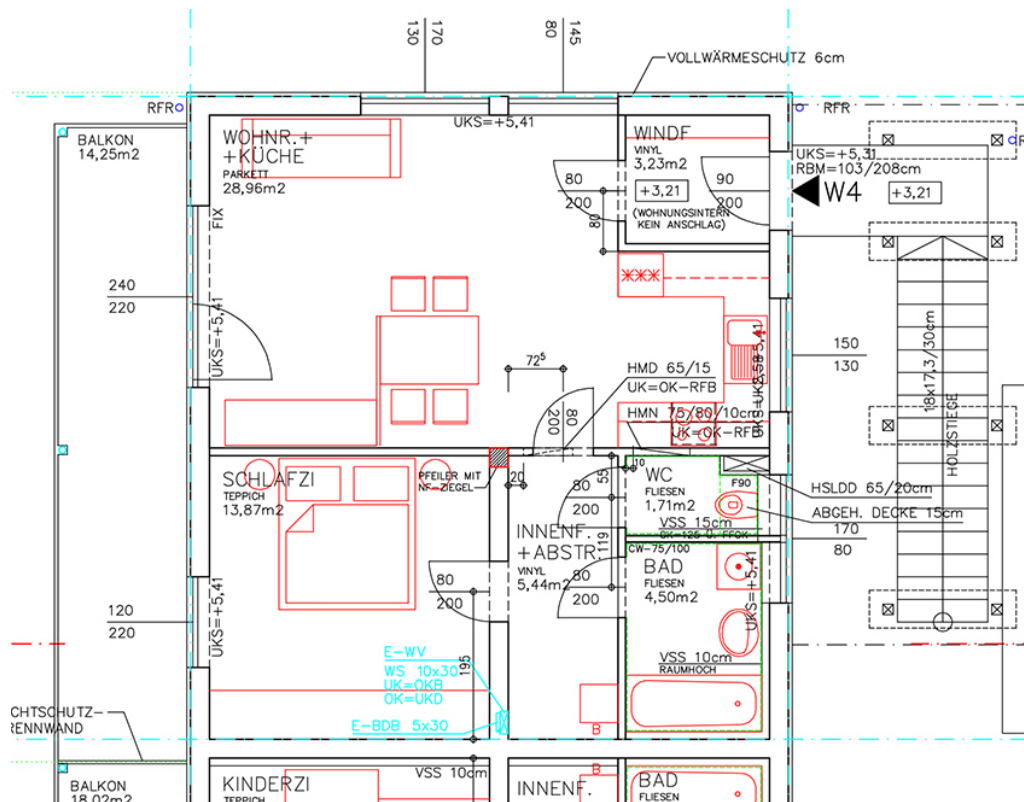 170
130
145
80
VOLLWÄRMESCHUTZ 6cm
RFR
RFR
UKS=+5,41
BALKON
14,25m2
WOHNR.+
+KÜCHE
PARKETT
28,96m2
WINDF
VINYL
3,23m2
+3,21
(WOHNUNGSINTERN
KEIN ANSCHLAG)
80
200
80
90
200
UKS=+5,31
RBM=103/208cm
W4
+3,21
FIX
UKS=+5,41
240
220
72⁵
HMD 65/15
UK=OK-RFB
HMN 75/80/10cm
UK=OK-RFB
80
200
150
130
18x17,3/30cm
HOLZSTIEGE
SCHLAFZI
TEPPICH
13,87m2
PFEILER MIT
NF-ZIEGEL
20
10
55
80
200
WC
FLIESEN
1,71m2
F90
VSS 15cm
HSLDD 65/20cm
ABGEH. DECKE 15cm
170
80
INNENF.
+ABSTR.
VINYL
5,44m2
119
CW-75/100
BAD
FLIESEN
4,50m2
UKS=+5,41
80
200
80
200
120
220
UKS=+5,41
VSS 10cm
RAUMHOCH
195
E-WV
WS 10x30
UK=OKB
OK=UKD
E-BDB 5x30
B
CHTSCHUTZ-
RENNWAND
BALKON
18,02m2
KINDERZI
TEPPICH
VSS 10cm
INNENF.
B
BAD
FLIESEN